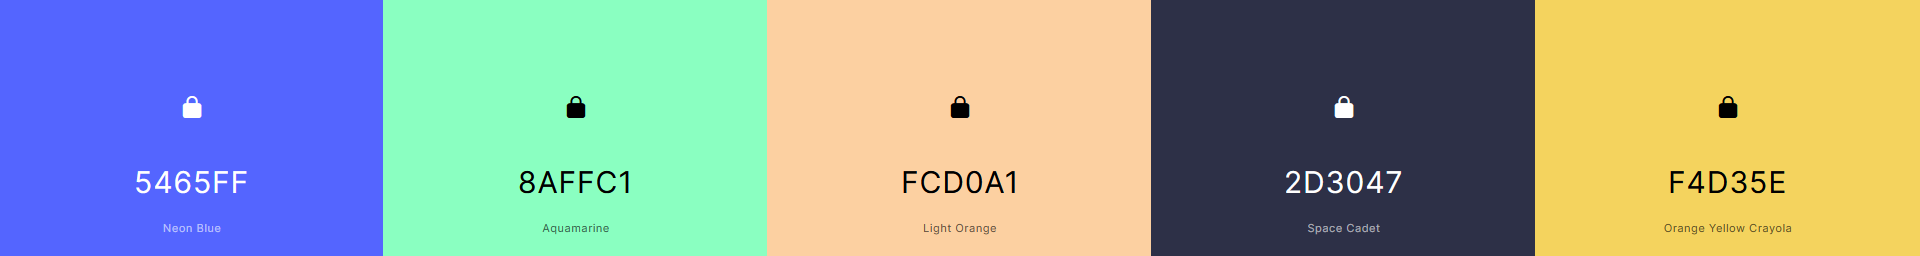 5465FF
Neon Blue
8AFFC1
Aquamarine
FCD0A1
Light Orange
2D3047
Space Cadet
F4D35E
Orange Yellow Crayola